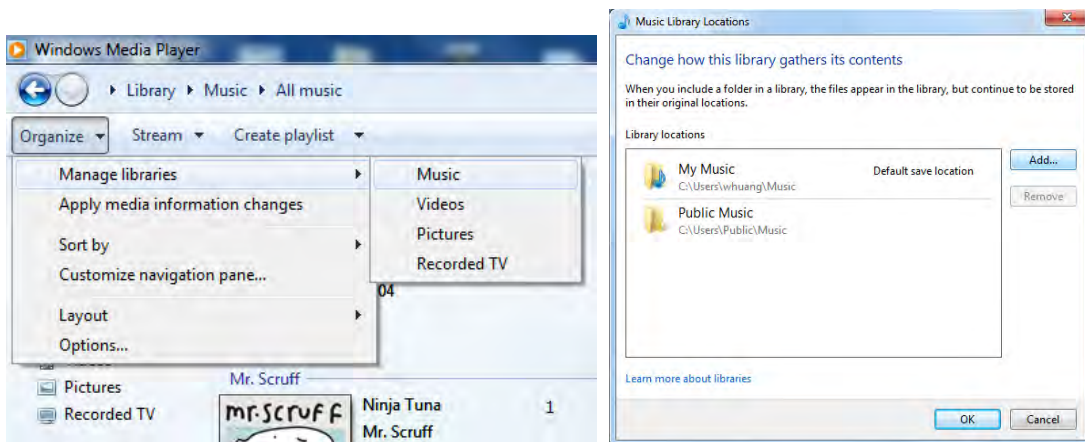 Windows Media Player
Library Music All music
Organize Stream Create playlist
Manage libraries
Apply media information changes
Sort by
Customize navigation pane...
Layout
Options...
Music
Videos
Pictures
Recorded TV
04
Pictures
Recorded TV
Mr. Scruff
mr.scruff
Ninja Tuna 1
Mr. Scruff
Music Library Locations
Change how this library gathers its contents
When you include a folder in a library, the files appear in the library, but continue to be stored
in their original locations.
Library locations
My Music Default save location
C:\Users\whuang\Music
Public Music
C:\Users\Public\Music
Add...
Remove
Learn more about libraries
OK Cancel